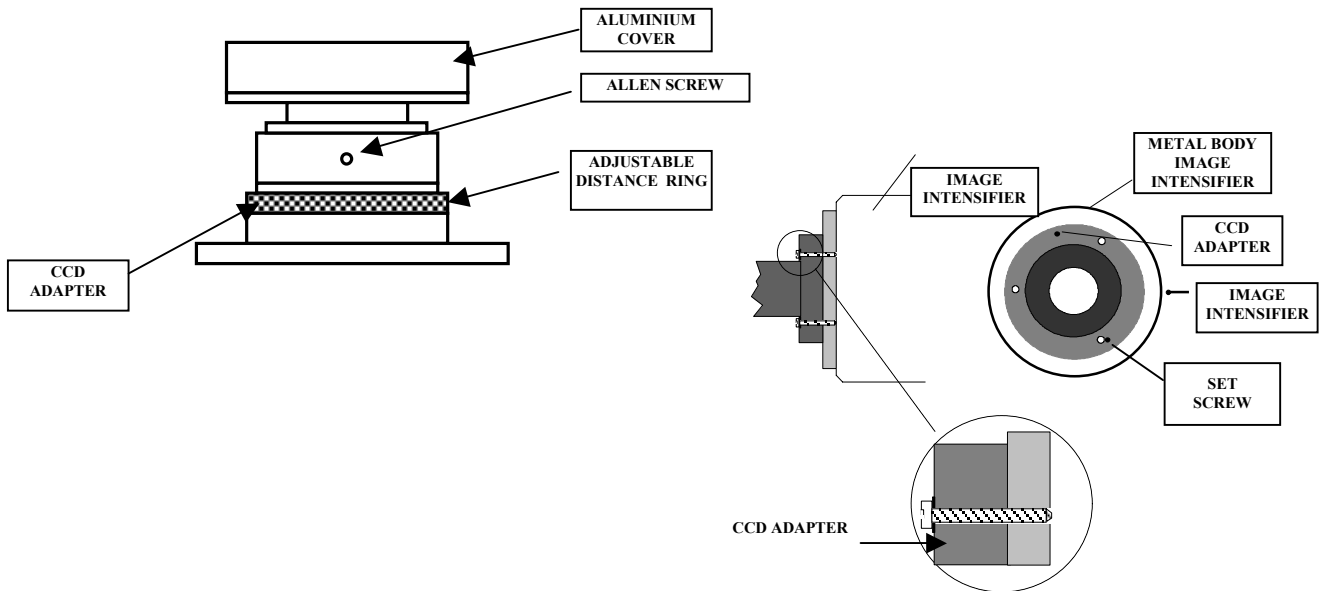 ALUMINIUM
COVER
ALLEN SCREW
ADJUSTABLE
DISTANCE RING
CCD
ADAPTER
IMAGE
INTENSIFIER
METAL BODY
IMAGE
INTENSIFIER
CCD
ADAPTER
IMAGE
INTENSIFIER
SET
SCREW
CCD ADAPTER